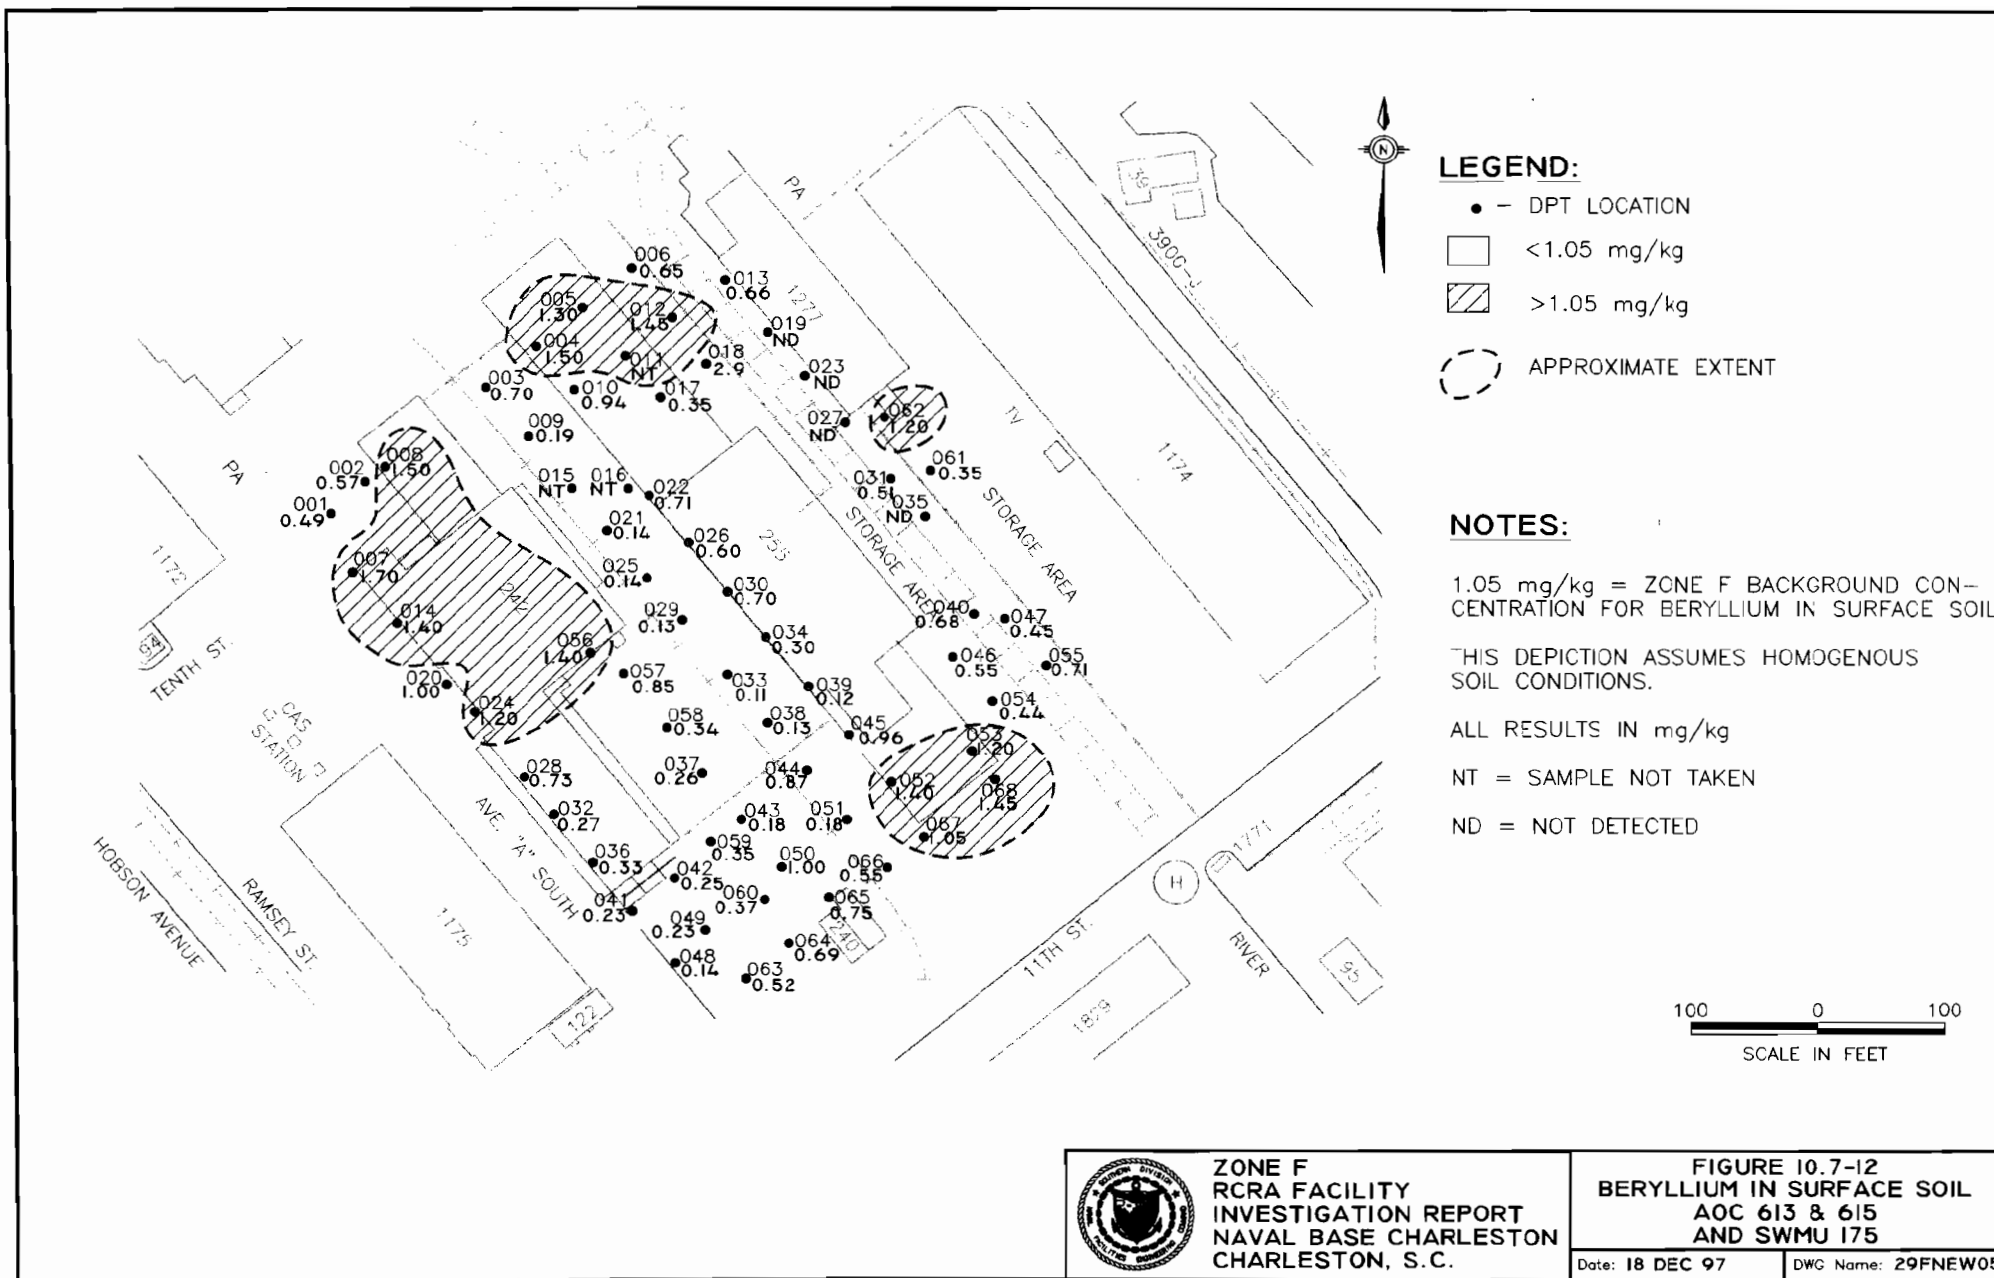 LEGEND:
- DPT LOCATION
<1.05 mg/kg
>1.05 mg/kg
APPROXIMATE EXTENT
NOTES:
1.05 mg/kg = ZONE F BACKGROUND CON-
CENTRATION FOR BERYLLIUM IN SURFACE SOIL
THIS DEPICTION ASSUMES HOMOGENOUS
SOIL CONDITIONS.
ALL RESULTS IN mg/kg
NT = SAMPLE NOT TAKEN
ND = NOT DETECTED
N
006
0.65
013
0.66
005
1.30
012
1.45
019
ND
004
1.50
011
NT
018
2.9
023
ND
003
0.70
010
0.94
017
0.35
027
ND
062
1.20
009
0.19
002
0.57
008
1.50
015
NT
016
NT
022
0.71
031
0.51
061
0.35
001
0.49
035
ND
021
0.14
026
0.60
007
1.70
025
0.14
030
0.70
014
1.40
029
0.13
034
0.30
040
0.68
047
0.45
056
1.40
057
0.85
033
0.11
039
0.12
046
0.55
055
0.71
020
1.00
024
1.20
058
0.34
038
0.13
045
0.96
054
0.44
053
1.20
028
0.73
037
0.26
044
0.87
052
1.40
068
1.45
032
0.27
043
0.18
051
0.18
067
1.05
059
0.35
036
0.33
042
0.25
050
1.00
066
0.55
041
0.23
060
0.37
065
0.75
049
0.23
064
0.69
048
0.14
063
0.52
PA
1277
39
390C-J
TV
1174
STORAGE AREA
STORAGE AREA
255
242
PA
1172
TENTH ST.
GAS
STATION
AVE. "A" SOUTH
HOBSON AVENUE
RAMSEY ST.
1175
122
240
11TH ST.
H
1771
RIVER
95
1829
100 0 100
SCALE IN FEET
SOUTHERN DIVISION
NAVAL FACILITIES ENGINEERING
ZONE F
RCRA FACILITY
INVESTIGATION REPORT
NAVAL BASE CHARLESTON
CHARLESTON, S.C.
FIGURE 10.7-12
BERYLLIUM IN SURFACE SOIL
AOC 613 & 615
AND SWMU 175
Date: 18 DEC 97
DWG Name: 29FNEW05